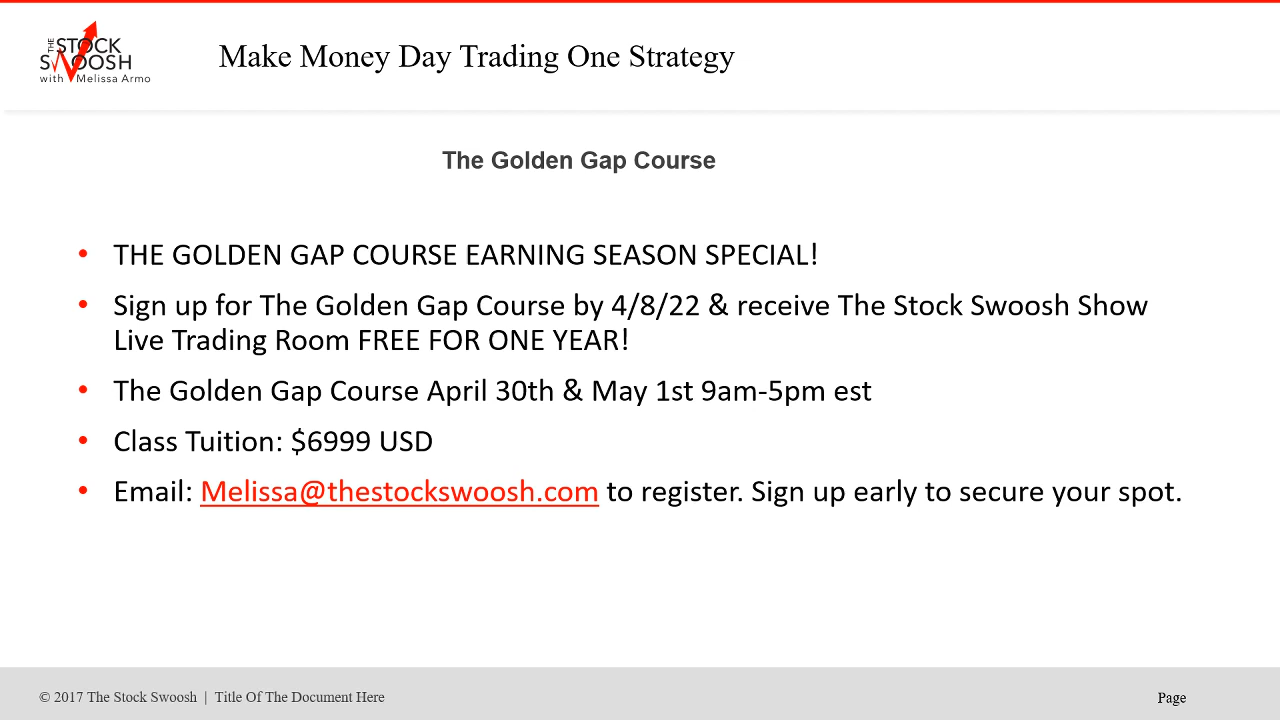 THE
STOCK
SWOOSH
with Melissa Armo
Make Money Day Trading One Strategy
The Golden Gap Course
• THE GOLDEN GAP COURSE EARNING SEASON SPECIAL!
• Sign up for The Golden Gap Course by 4/8/22 & receive The Stock Swoosh Show
Live Trading Room FREE FOR ONE YEAR!
• The Golden Gap Course April 30th & May 1st 9am-5pm est
• Class Tuition: $6999 USD
• Email: Melissa@thestockswoosh.com to register. Sign up early to secure your spot.
© 2017 The Stock Swoosh | Title Of The Document Here
Page